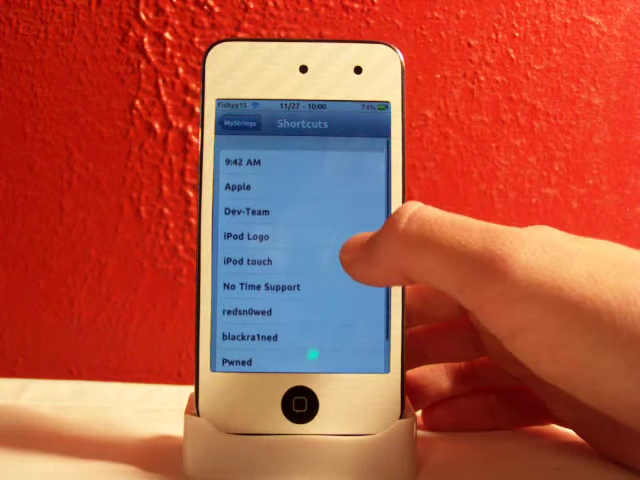 Fishyy15 11/27 - 10:00 74%
MyStrings Shortcuts
9:42 AM
Apple
Dev-Team
iPod Logo
iPod touch
No Time Support
redsn0wed
blackra1ned
Pwned